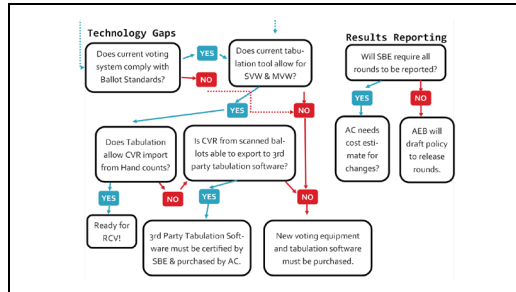 Technology Gaps
Does current voting
system comply with
Ballot Standards?
YES
NO
Does current tabu-
lation tool allow for
SVW & MVW?
YES
NO
Does Tabulation
allow CVR import
from Hand counts?
YES
NO
Is CVR from scanned bal-
lots able to export to 3rd
party tabulation software?
YES
NO
Ready for
RCV!
3rd Party Tabulation Soft-
ware must be certified by
SBE & purchased by AC.
New voting equipment
and tabulation software
must be purchased.
Results Reporting
Will SBE require all
rounds to be reported?
YES
NO
AC needs
cost esti-
mate for
changes?
AEB will
draft policy
to release
rounds.